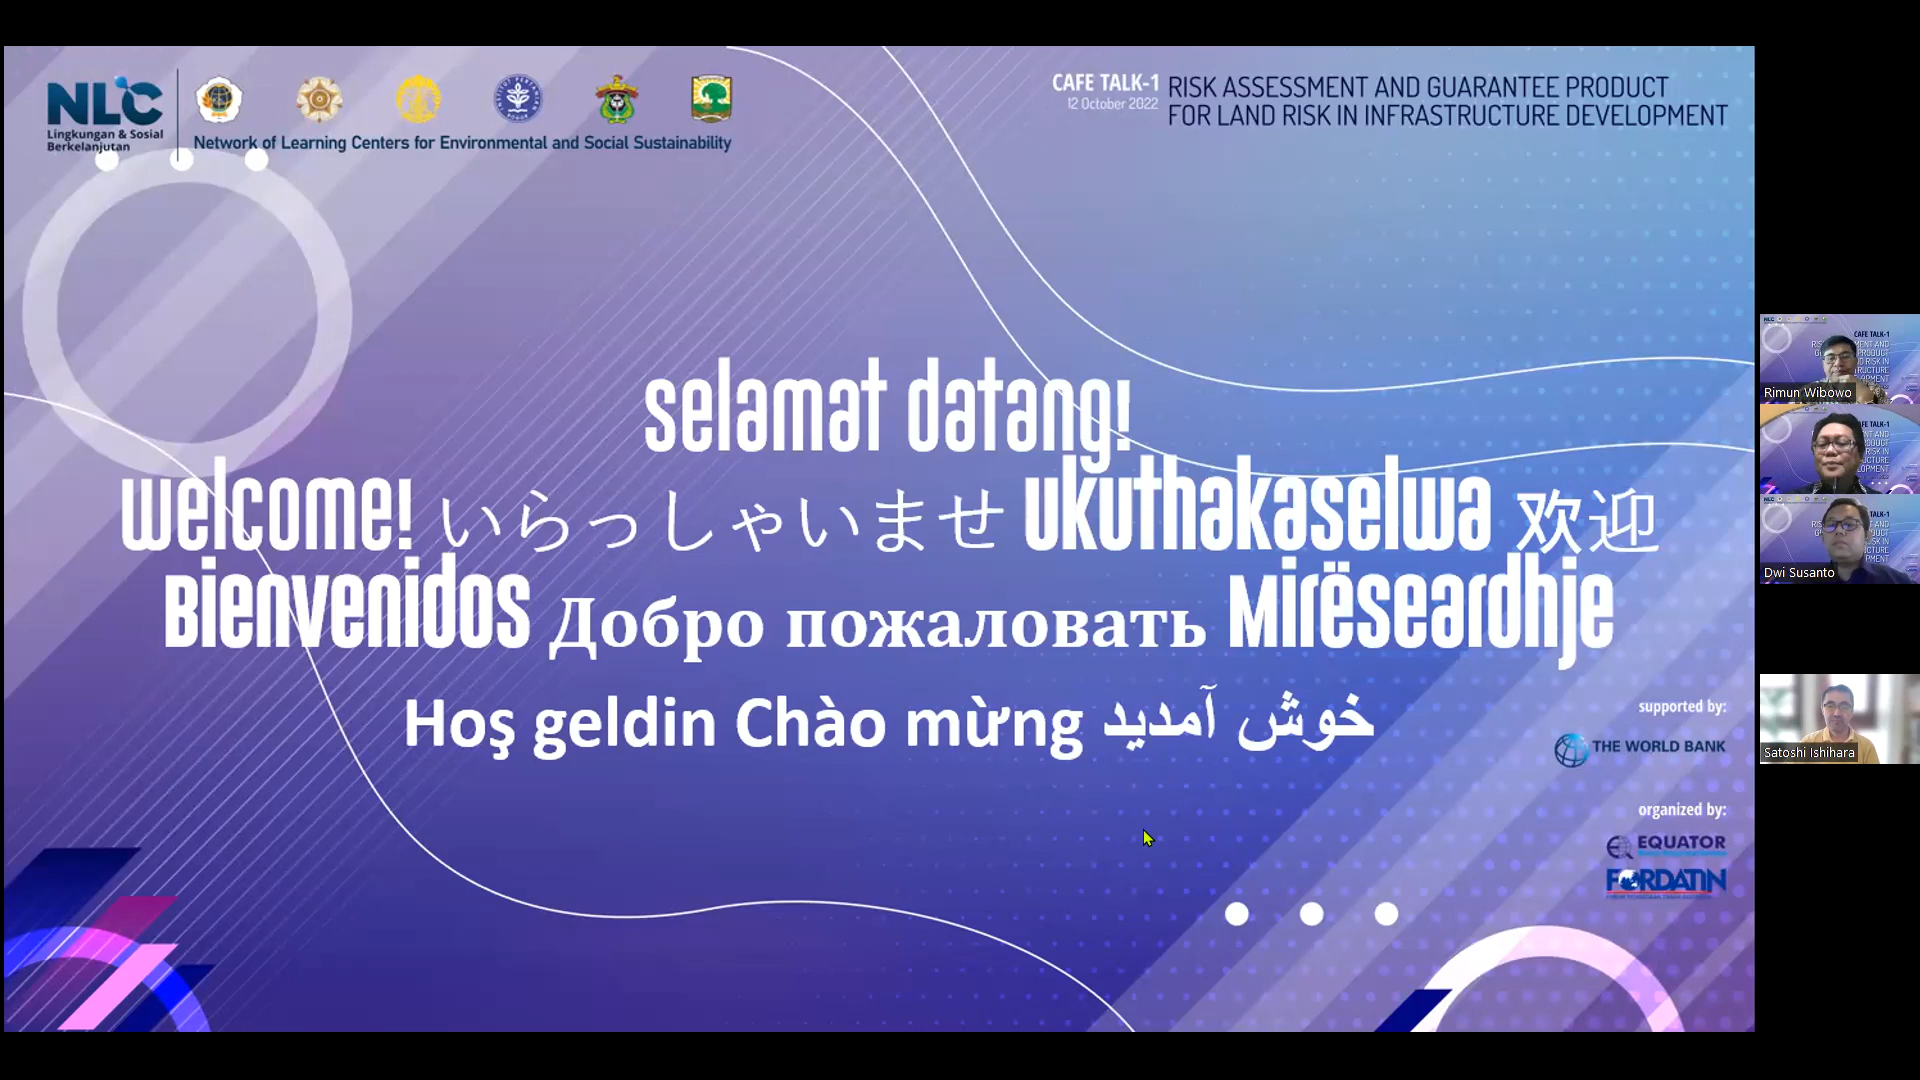 NLC
Lingkungan & Sosial
Berkelanjutan
Network of Learning Centers for Environmental and Social Sustainability
CAFE TALK-1
12 October 2022
RISK ASSESSMENT AND GUARANTEE PRODUCT
FOR LAND RISK IN INFRASTRUCTURE DEVELOPMENT
selamat datang!
welcome! いらっしゃいませ ukuthakaselwa 欢迎
Bienvenidos Добро пожаловать Mirëseardhje
Hoş geldin Chào mừng خوش آمدید
supported by:
THE WORLD BANK
organized by:
EQUATOR
FORDATIN
Rimun Wibowo
Dwi Susanto
Satoshi Ishihara